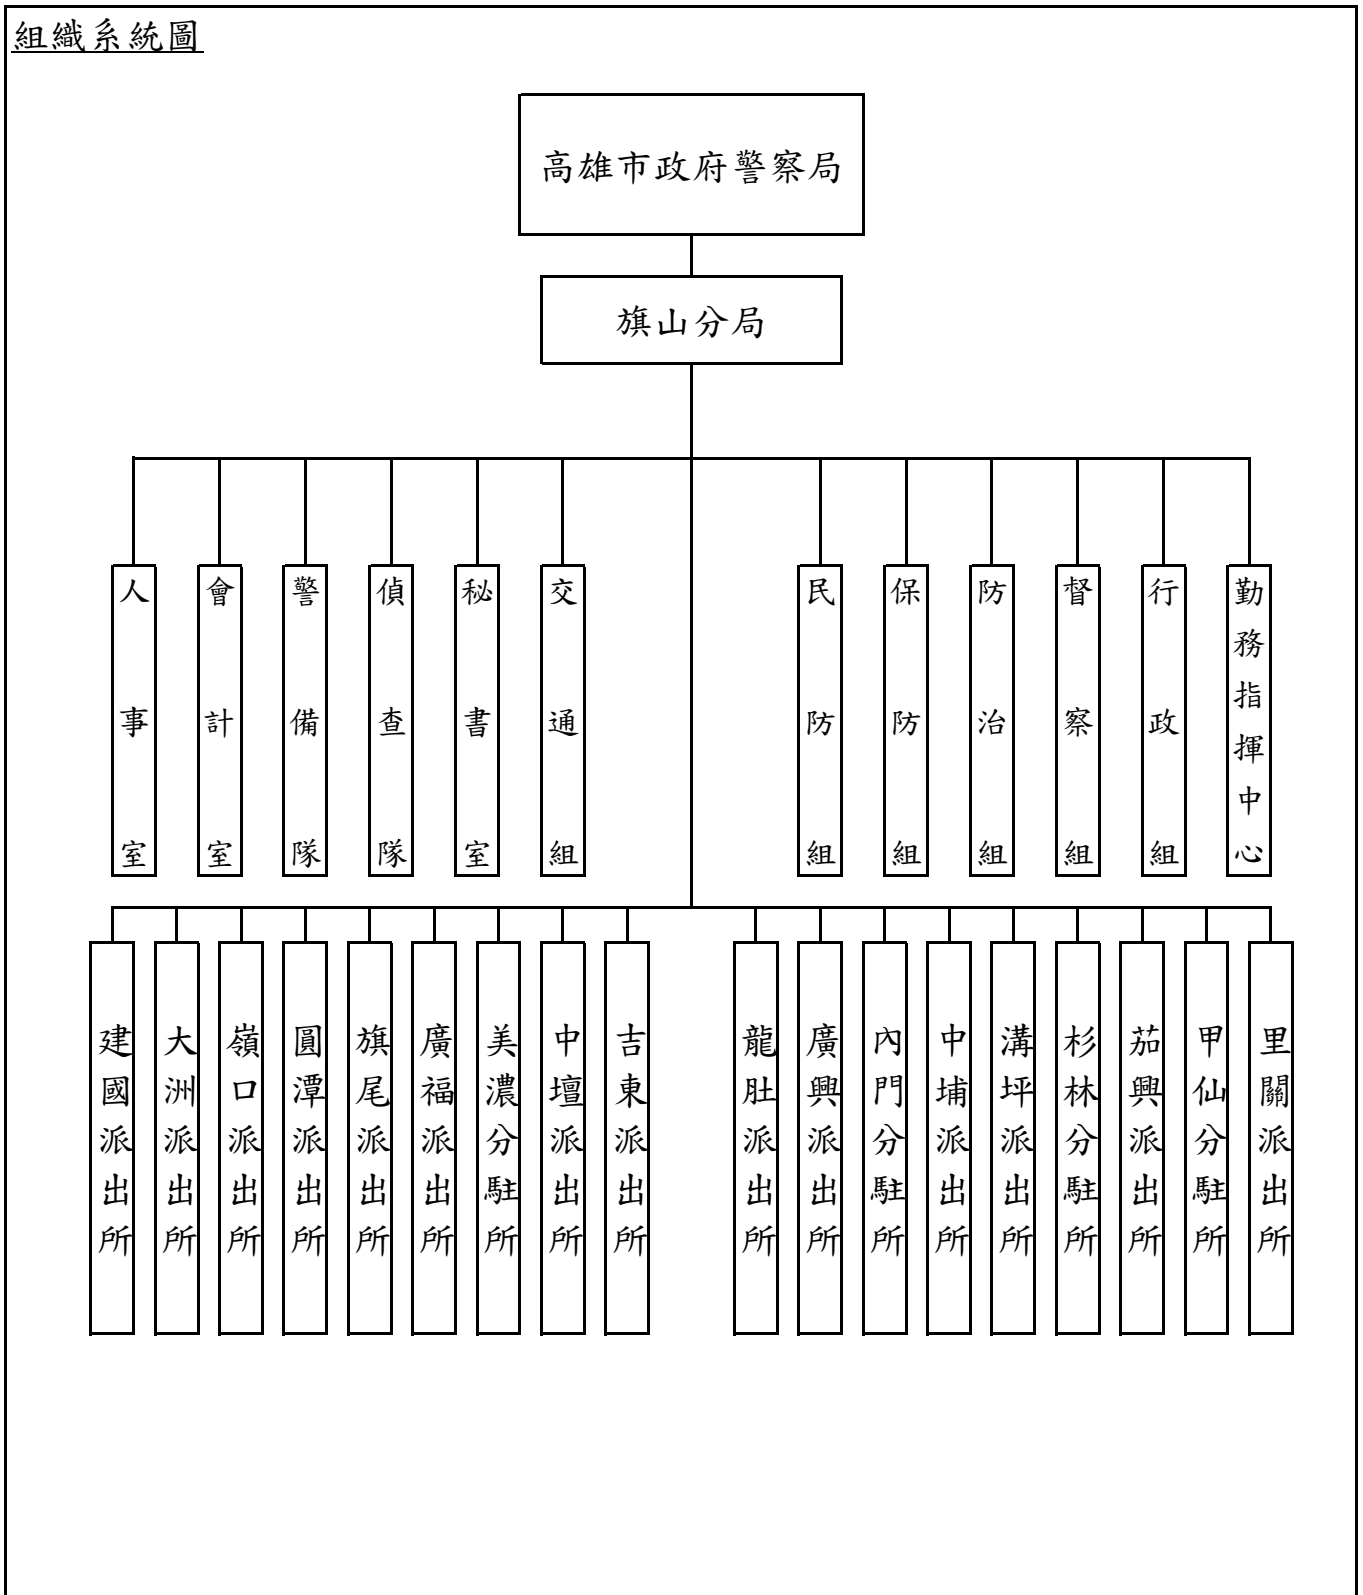 組織系統圖
高雄市政府警察局
旗山分局
人事室
會計室
警備隊
偵查隊
秘書室
交通組
民防組
保防組
防治組
督察組
行政組
勤務指揮中心
建國派出所
大洲派出所
嶺口派出所
圓潭派出所
旗尾派出所
廣福派出所
美濃分駐所
中壇派出所
吉東派出所
龍肚派出所
廣興派出所
內門分駐所
中埔派出所
溝坪派出所
杉林分駐所
茄興派出所
甲仙分駐所
里關派出所